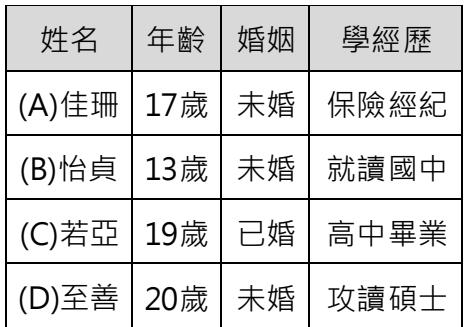 姓名 年齡 婚姻 學經歷
(A)佳珊 17歲 未婚 保險經紀
(B)怡貞 13歲 未婚 就讀國中
(C)若亞 19歲 已婚 高中畢業
(D)至善 20歲 未婚 攻讀碩士